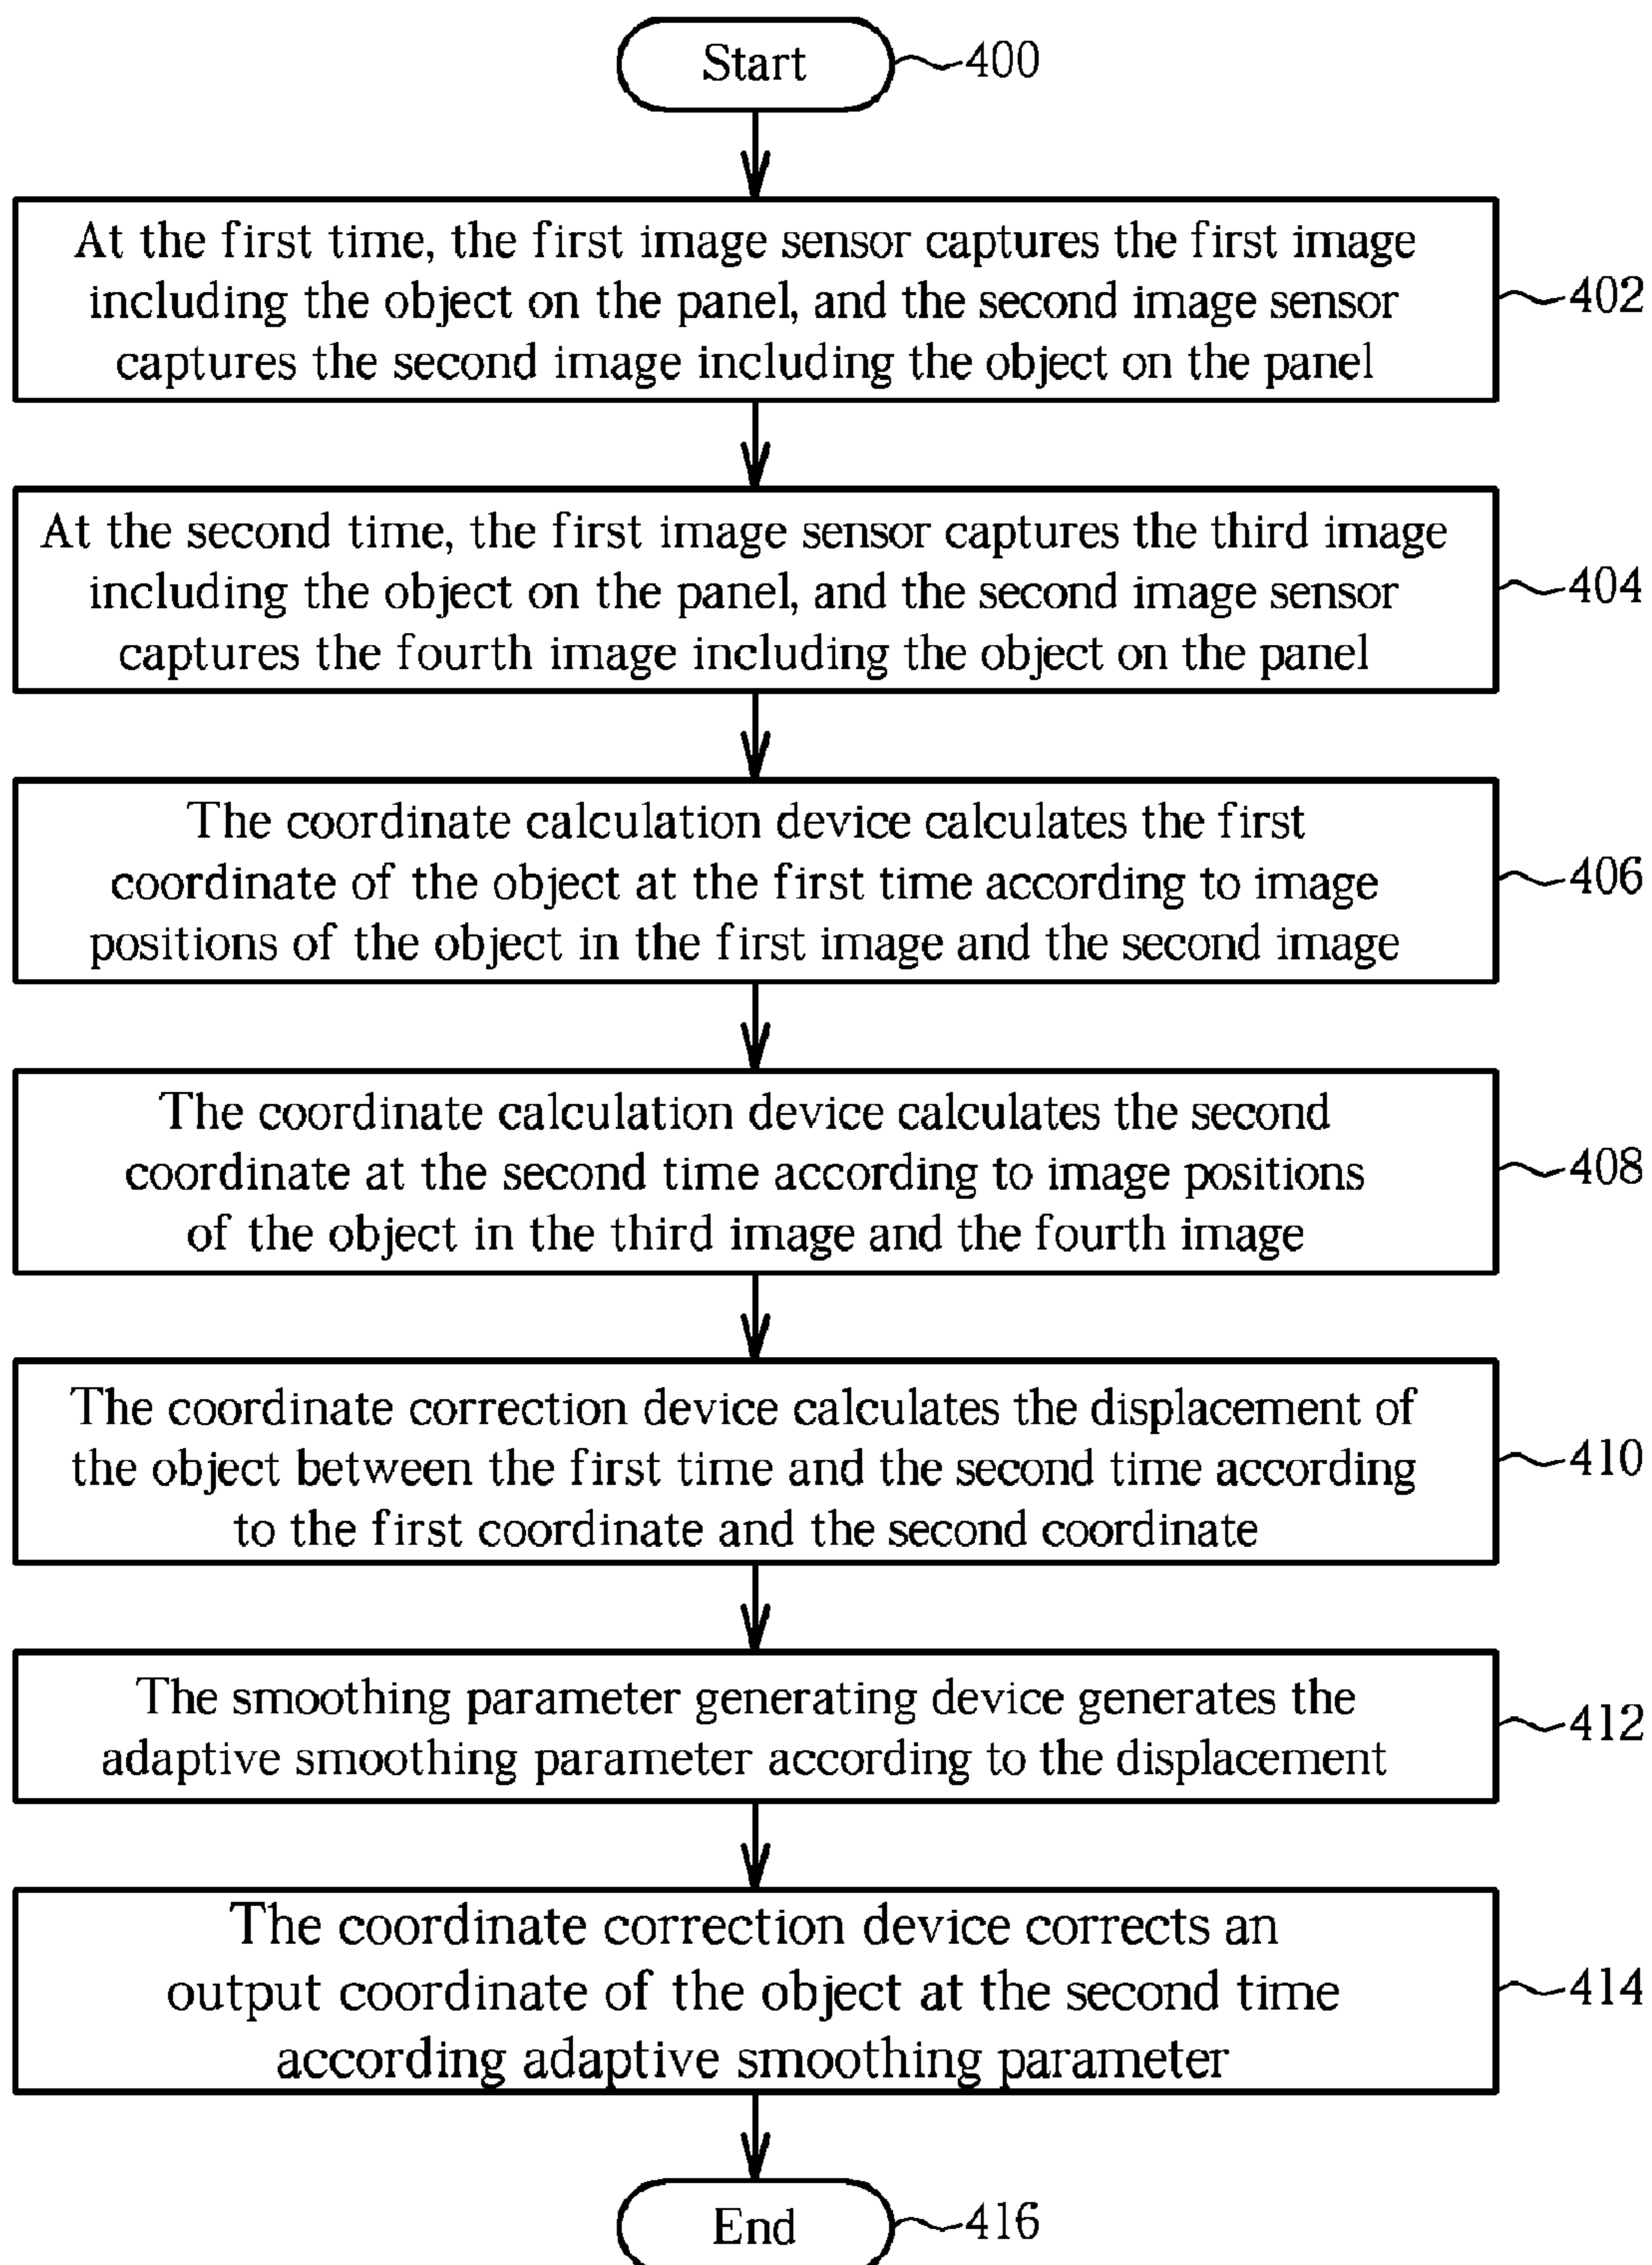 Start
400
At the first time, the first image sensor captures the first image
including the object on the panel, and the second image sensor
captures the second image including the object on the panel
402
At the second time, the first image sensor captures the third image
including the object on the panel, and the second image sensor
captures the fourth image including the object on the panel
404
The coordinate calculation device calculates the first
coordinate of the object at the first time according to image
positions of the object in the first image and the second image
406
The coordinate calculation device calculates the second
coordinate at the second time according to image positions
of the object in the third image and the fourth image
408
The coordinate correction device calculates the displacement of
the object between the first time and the second time according
to the first coordinate and the second coordinate
410
The smoothing parameter generating device generates the
adaptive smoothing parameter according to the displacement
412
The coordinate correction device corrects an
output coordinate of the object at the second time
according adaptive smoothing parameter
414
End
416